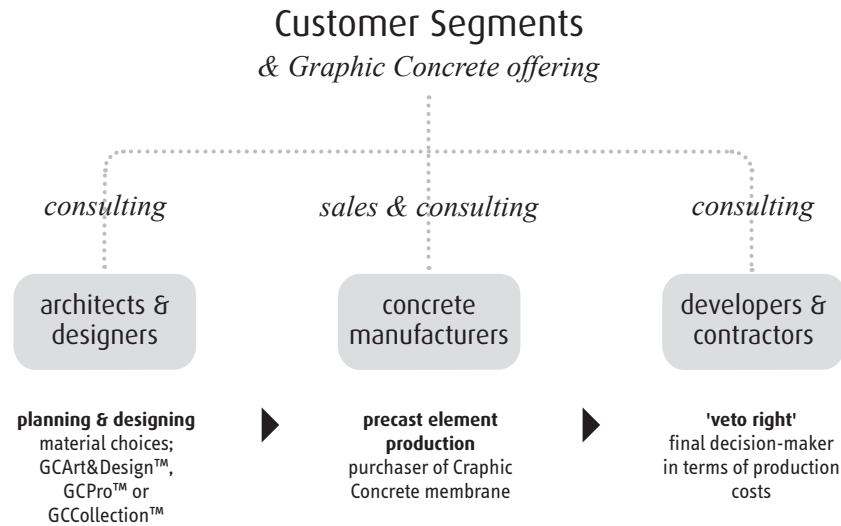 Customer Segments
& Graphic Concrete offering
consulting
sales & consulting
consulting
architects &
designers
concrete
manufacturers
developers &
contractors
planning & designing
material choices;
GCArt&Design™,
GCPro™ or
GCCollection™
precast element
production
purchaser of Craphic
Concrete membrane
'veto right'
final decision-maker
in terms of production
costs